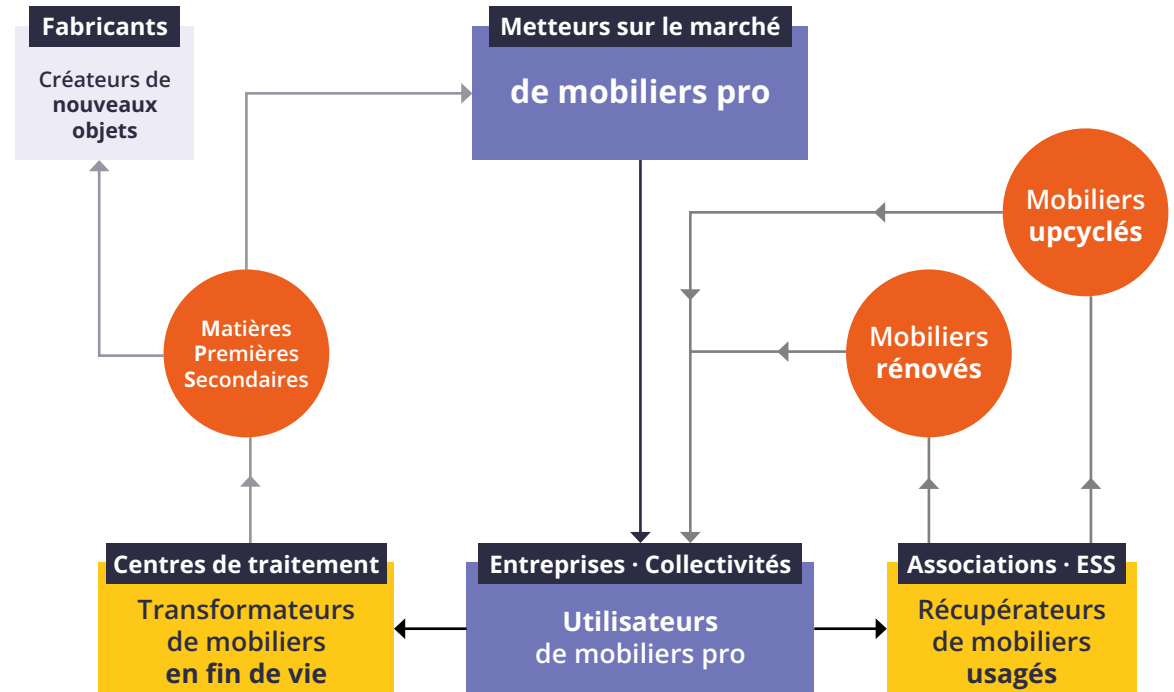 Fabricants
Créateurs de
nouveaux
objets
Metteurs sur le marché
de mobiliers pro
Mobiliers
upcyclés
Mobiliers
rénovés
Matières
Premières
Secondaires
Centres de traitement
Transformateurs
de mobiliers
en fin de vie
Entreprises · Collectivités
Utilisateurs
de mobiliers pro
Associations · ESS
Récupérateurs
de mobiliers
usagés